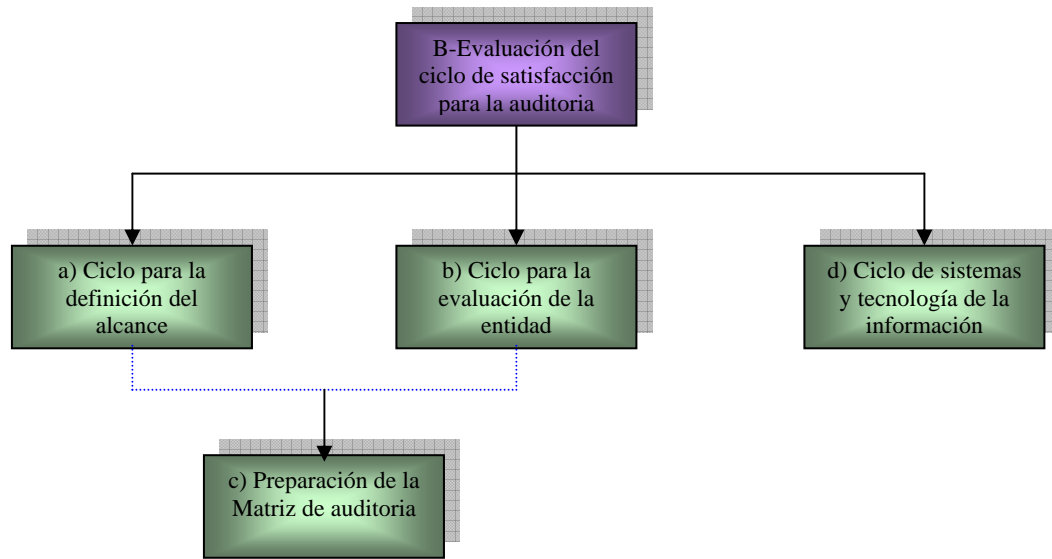 B-Evaluación del
ciclo de satisfacción
para la auditoria
a) Ciclo para la
definición del
alcance
b) Ciclo para la
evaluación de la
entidad
d) Ciclo de sistemas
y tecnología de la
información
c) Preparación de la
Matriz de auditoria